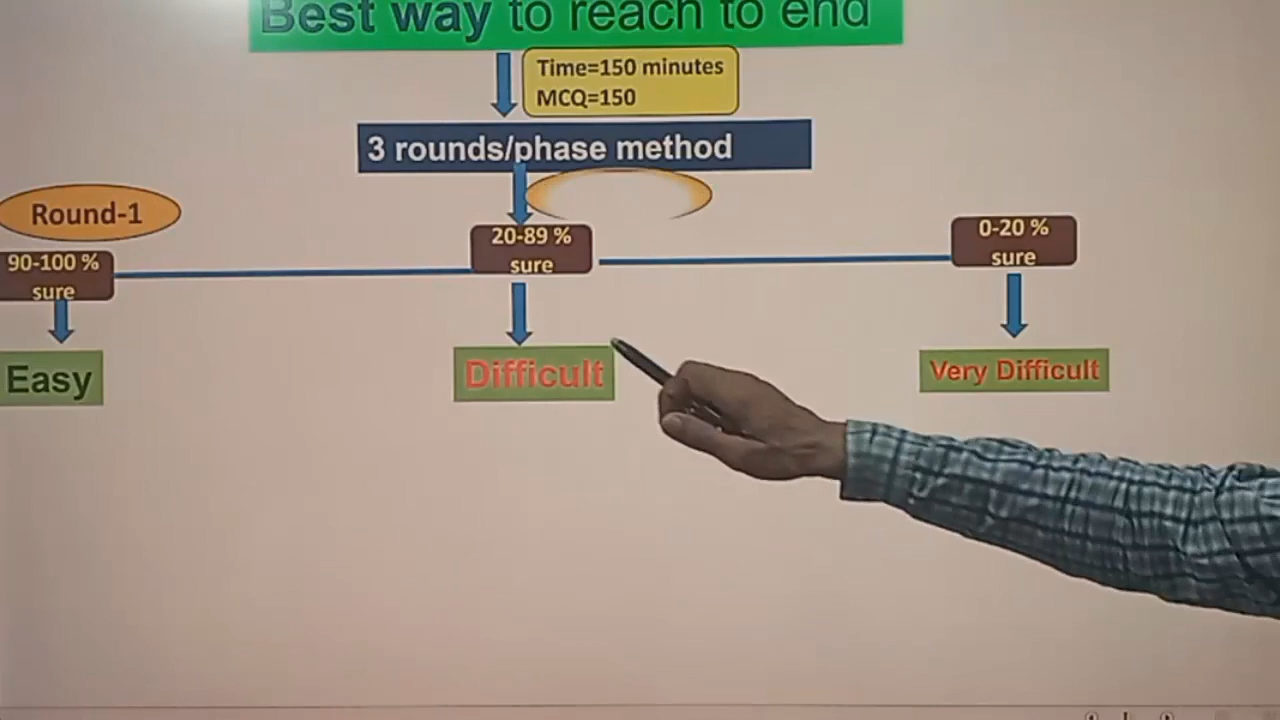 Best way to reach to end
Time=150 minutes
MCQ=150
3 rounds/phase method
Round-1
90-100 %
sure
20-89 %
sure
0-20 %
sure
Easy
Difficult
Very Difficult